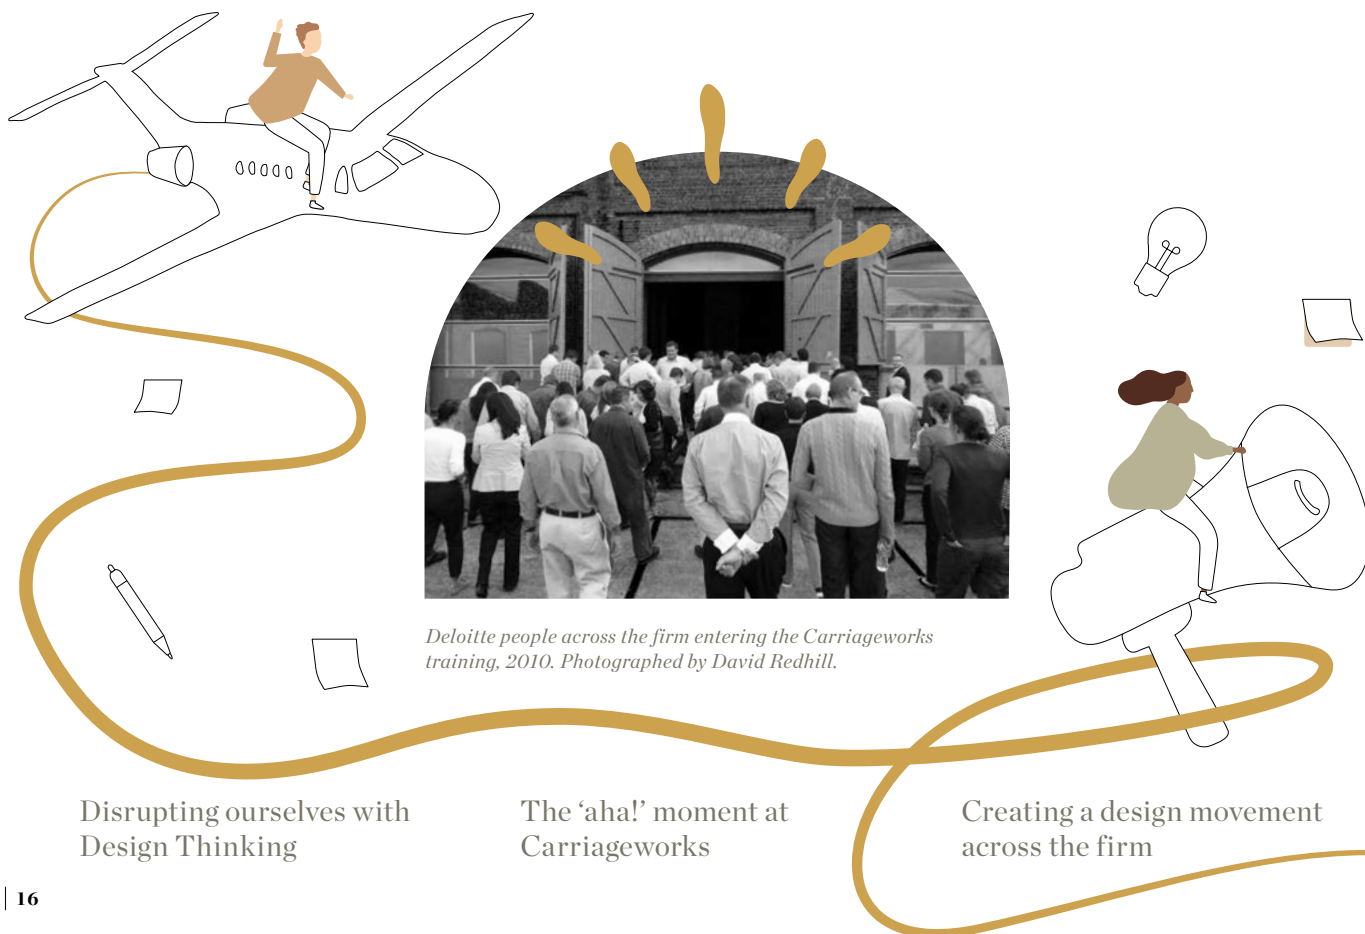 Deloitte people across the firm entering the Carriageworks
training, 2010. Photographed by David Redhill.
Disrupting ourselves with
Design Thinking
The ‘aha!’ moment at
Carriageworks
Creating a design movement
across the firm
16